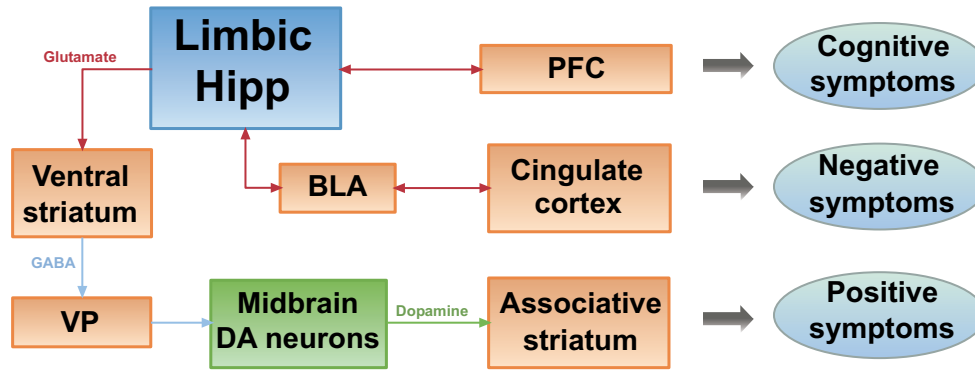 Limbic
Hipp
Glutamate
PFC
Cognitive
symptoms
Ventral
striatum
BLA
Cingulate
cortex
Negative
symptoms
GABA
VP
Midbrain
DA neurons
Dopamine
Associative
striatum
Positive
symptoms